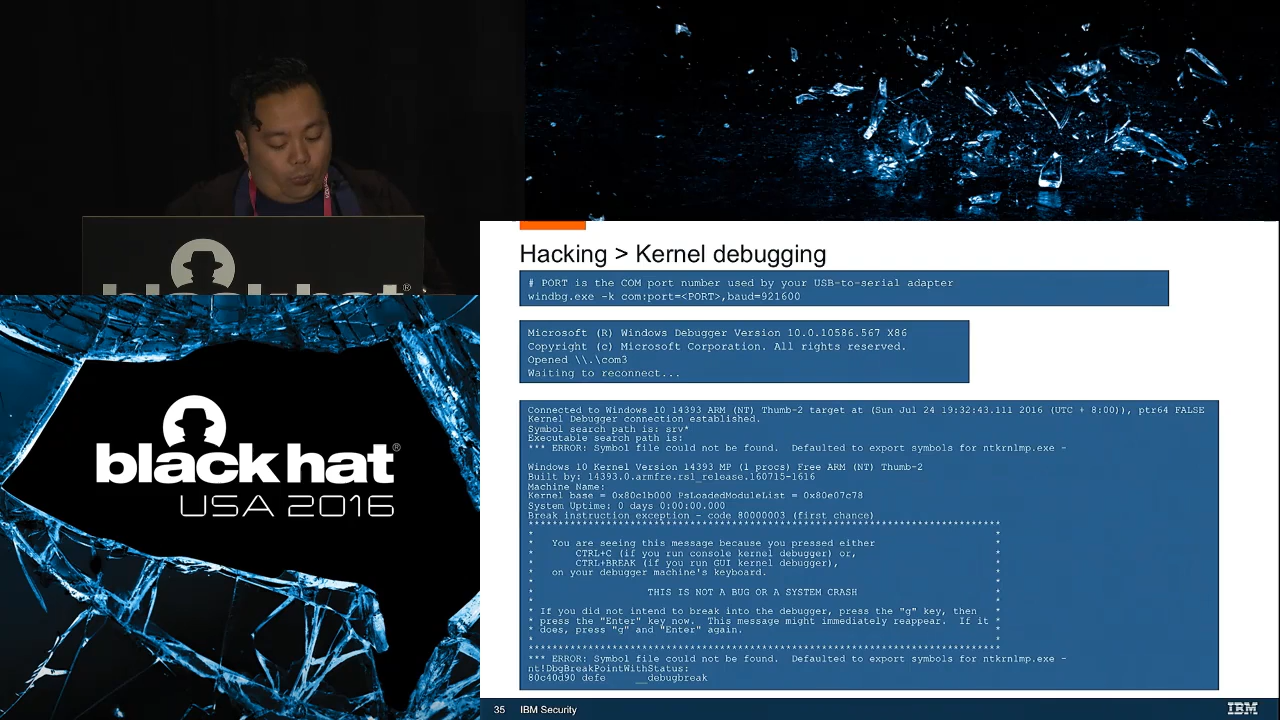 black hat®
black hat®
USA 2016
Hacking > Kernel debugging
# PORT is the COM port number used by your USB-to-serial adapter
windbg.exe -k com:port=<PORT>,baud=921600
Microsoft (R) Windows Debugger Version 10.0.10586.567 X86
Copyright (c) Microsoft Corporation. All rights reserved.
Opened \\.\com3
Waiting to reconnect...
Connected to Windows 10 14393 ARM (NT) Thumb-2 target at (Sun Jul 24 19:32:43.111 2016 (UTC + 8:00)), ptr64 FALSE
Kernel Debugger connection established.
Symbol search path is: srv*
Executable search path is:
*** ERROR: Symbol file could not be found.  Defaulted to export symbols for ntkrnlmp.exe -
Windows 10 Kernel Version 14393 MP (1 procs) Free ARM (NT) Thumb-2
Built by: 14393.0.armfre.rs1_release.160715-1616
Machine Name:
Kernel base = 0x80c1b000 PsLoadedModuleList = 0x80e07c78
System Uptime: 0 days 0:00:00.000
Break instruction exception - code 80000003 (first chance)
*******************************************************************************
*                                                                             *
*   You are seeing this message because you pressed either                    *
*       CTRL+C (if you run console kernel debugger) or,                       *
*       CTRL+BREAK (if you run GUI kernel debugger),                          *
*   on your debugger machine's keyboard.                                      *
*                                                                             *
*                   THIS IS NOT A BUG OR A SYSTEM CRASH                       *
*                                                                             *
* If you did not intend to break into the debugger, press the "g" key, then   *
* press the "Enter" key now.  This message might immediately reappear.  If it *
* does, press "g" and "Enter" again.                                          *
*                                                                             *
*******************************************************************************
*** ERROR: Symbol file could not be found.  Defaulted to export symbols for ntkrnlmp.exe -
nt!DbgBreakPointWithStatus:
80c40d90 defe     __debugbreak
35 IBM Security
IBM